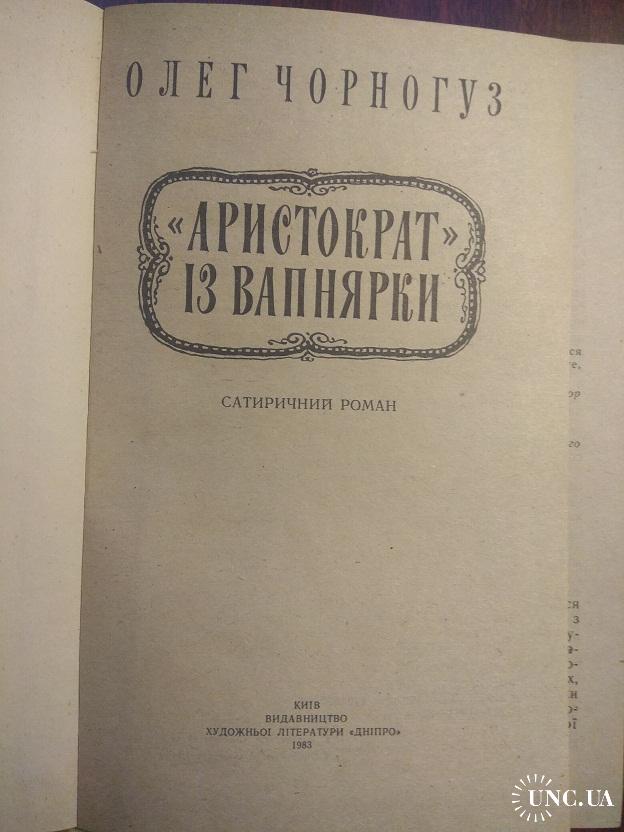 ОЛЕГ ЧОРНОГУЗ
«АРИСТОКРАТ»
ІЗ ВАПНЯРКИ
САТИРИЧНИЙ РОМАН
КИЇВ
ВИДАВНИЦТВО
ХУДОЖНЬОЇ ЛІТЕРАТУРИ «ДНІПРО»
1983
UNC.UA